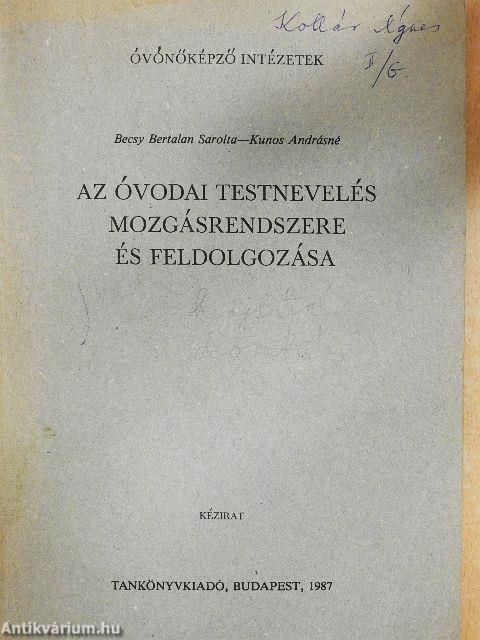 Kollár Ágnes
II/G.
ÓVÓNŐKÉPZŐ INTÉZETEK
Becsy Bertalan Sarolta—Kunos Andrásné
AZ ÓVODAI TESTNEVELÉS
MOZGÁSRENDSZERE
ÉS FELDOLGOZÁSA
KÉZIRAT
TANKÖNYVKIADÓ, BUDAPEST, 1987
Antikvárium.hu